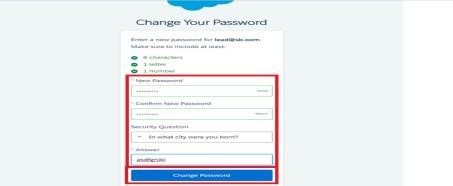 Change Your Password
Enter a new password for lead@sb.com.
Make sure to include at least:
8 characters
1 letter
1 number
* New Password
Good
* Confirm New Password
Match
Security Question
In what city were you born?
* Answer
Change Password